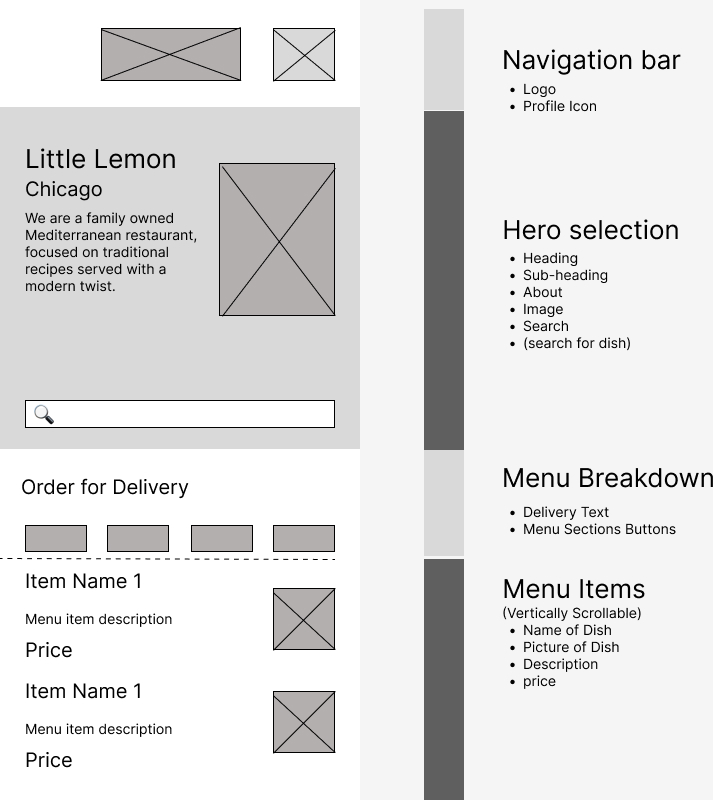 Little Lemon
Chicago
We are a family owned
Mediterranean restaurant,
focused on traditional
recipes served with a
modern twist.
Order for Delivery
Item Name 1
Menu item description
Price
Item Name 1
Menu item description
Price
Navigation bar
• Logo
• Profile Icon
Hero selection
• Heading
• Sub-heading
• About
• Image
• Search
• (search for dish)
Menu Breakdown
• Delivery Text
• Menu Sections Buttons
Menu Items
(Vertically Scrollable)
• Name of Dish
• Picture of Dish
• Description
• price